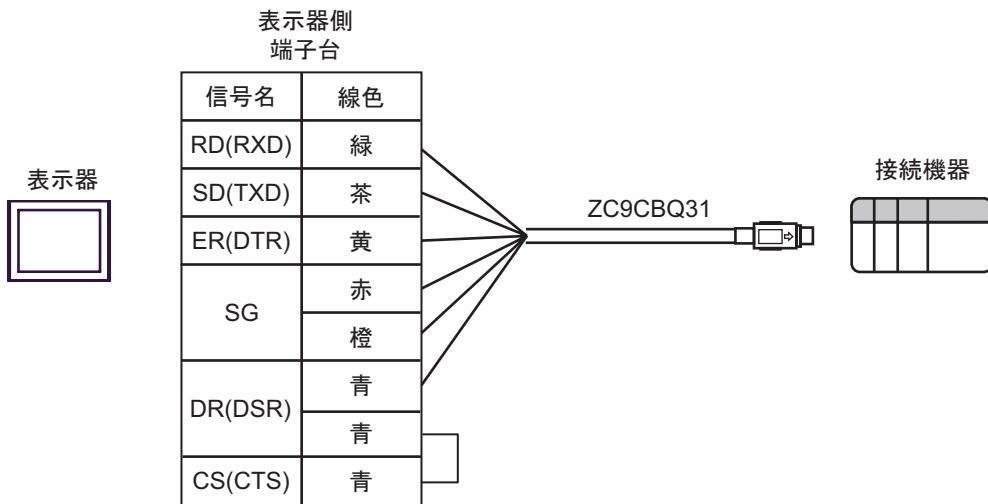 表示器側
端子台
信号名 線色
RD(RXD) 緑
SD(TXD) 茶
ER(DTR) 黄
SG 赤
橙
DR(DSR) 青
青
CS(CTS) 青
表示器
ZC9CBQ31
接続機器